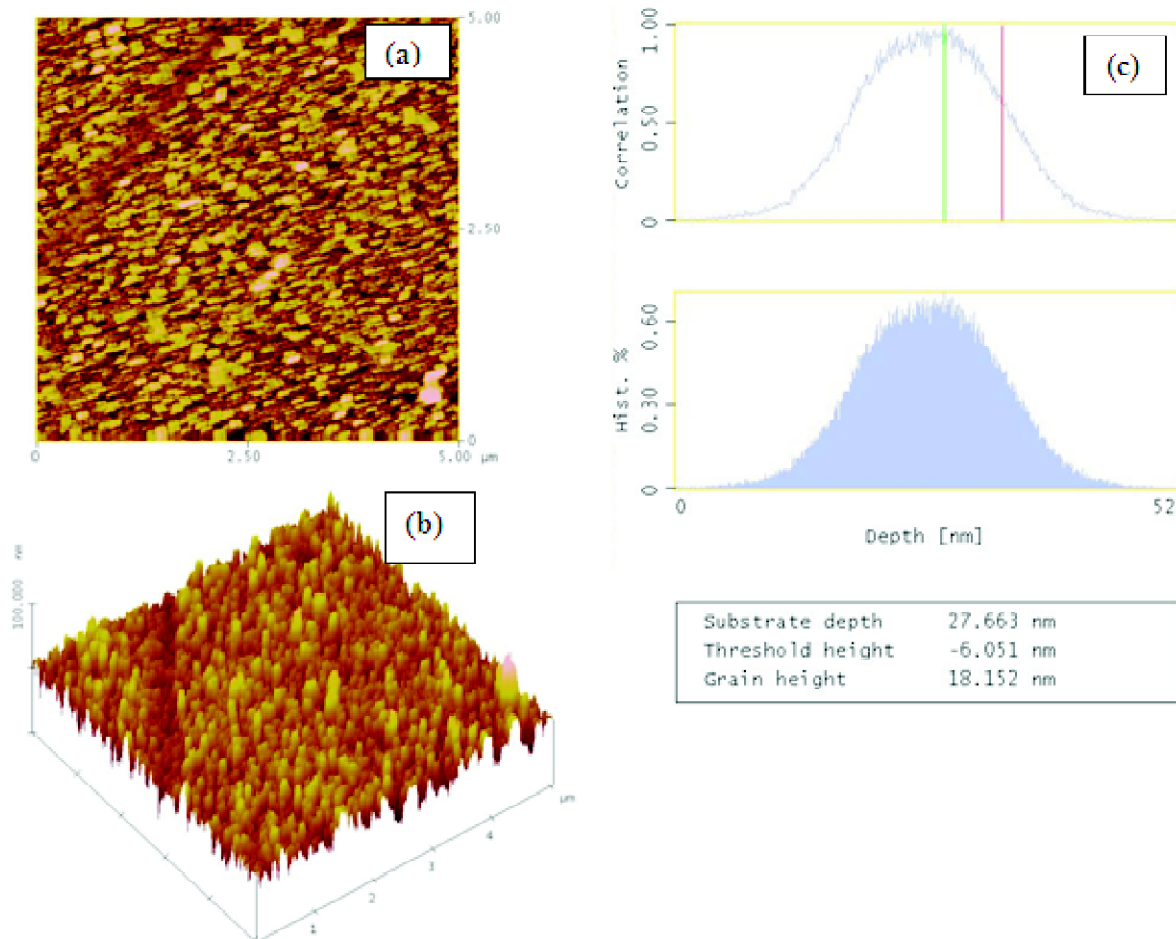 (a)
5.00
2.50
0
0
2.50
5.00 µm
(b)
100.000 nm
1
2
3
4
µm
(c)
Correlation
0
0.50
1.00
Hist. %
0
0.30
0.60
0
52
Depth [nm]
Substrate depth 27.663 nm
Threshold height -6.051 nm
Grain height 18.152 nm